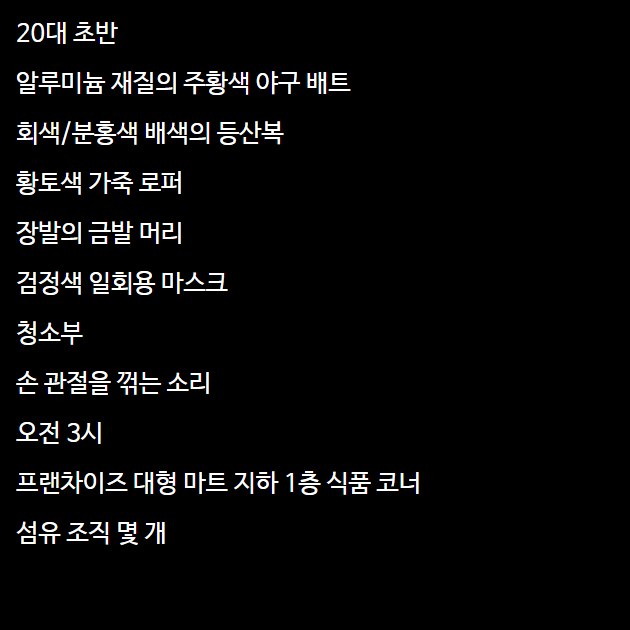 20대 초반
알루미늄 재질의 주황색 야구 배트
회색/분홍색 배색의 등산복
황토색 가죽 로퍼
장발의 금발 머리
검정색 일회용 마스크
청소부
손 관절을 꺾는 소리
오전 3시
프랜차이즈 대형 마트 지하 1층 식품 코너
섬유 조직 몇 개